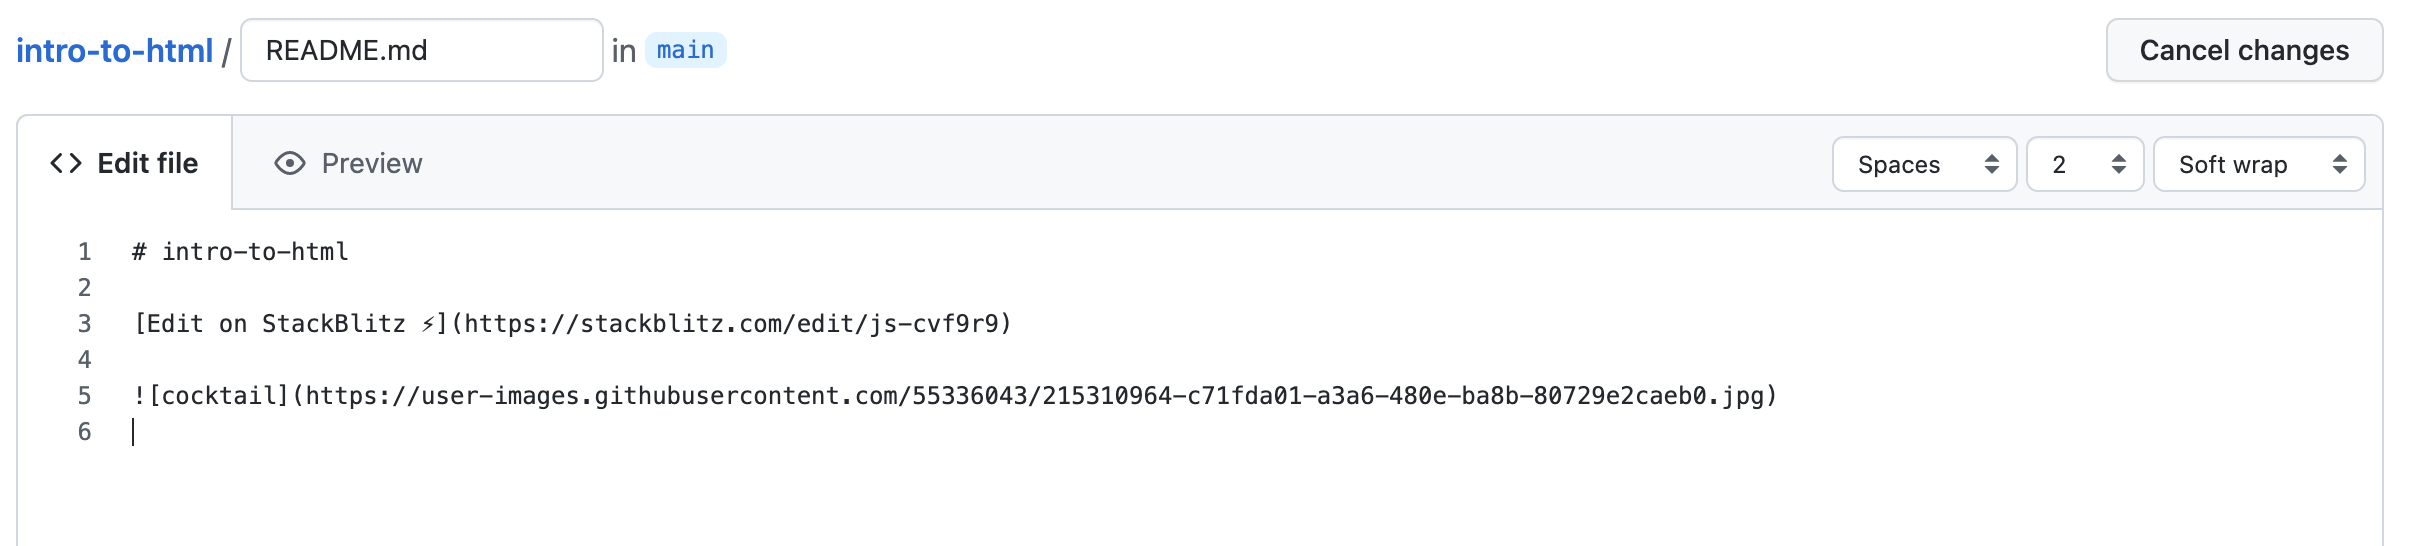 intro-to-html / README.md in main Cancel changes
Edit file Preview Spaces 2 Soft wrap
1 # intro-to-html
2
3 [Edit on StackBlitz ⚡](https://stackblitz.com/edit/js-cvf9r9)
4
5 ![cocktail](https://user-images.githubusercontent.com/55336043/215310964-c71fda01-a3a6-480e-ba8b-80729e2caeb0.jpg)
6